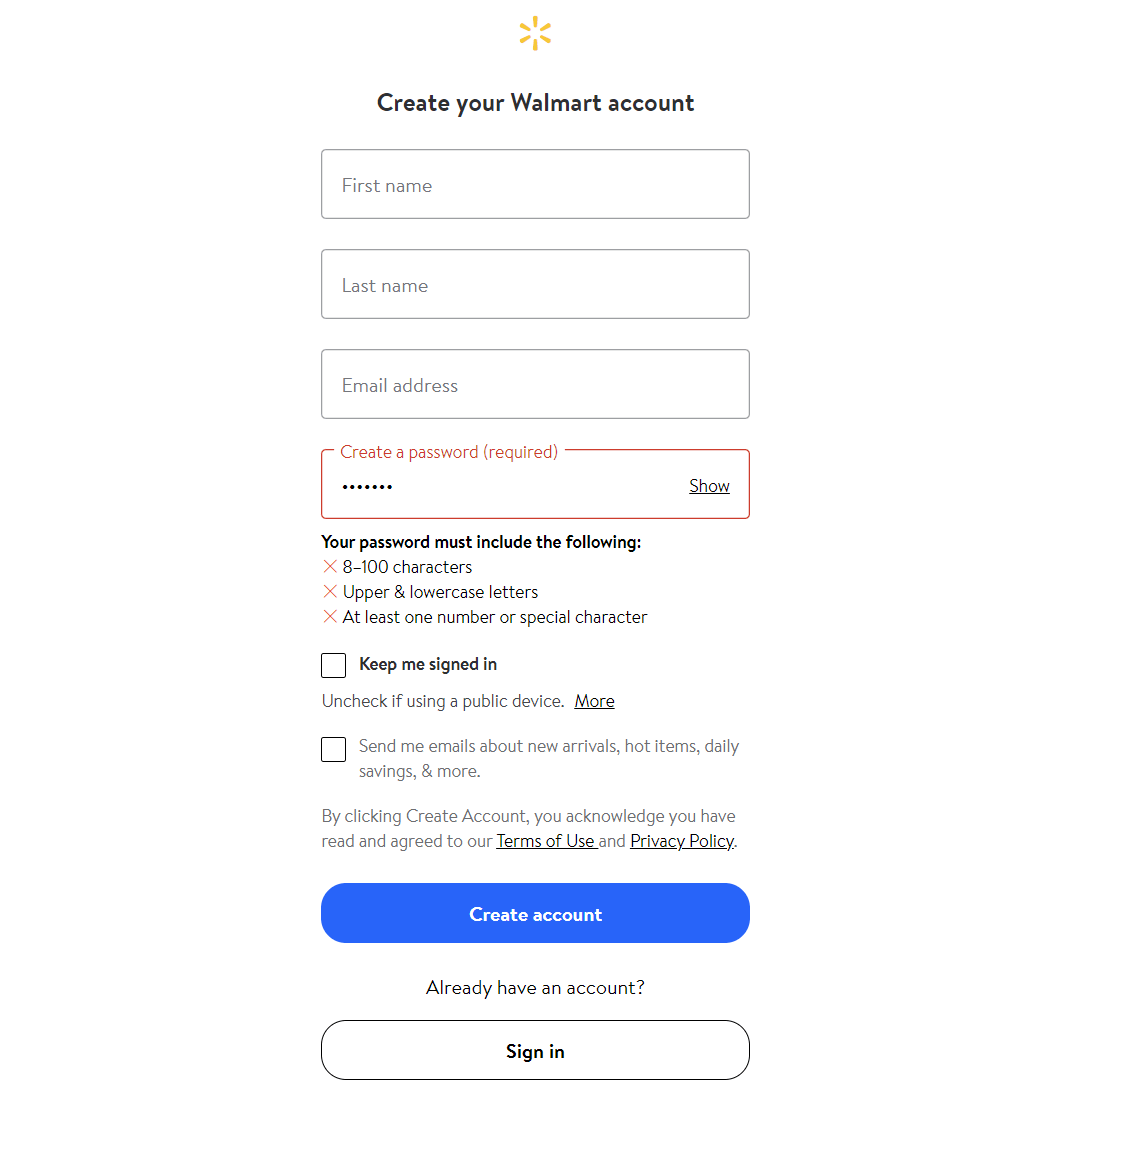 Create your Walmart account
First name
Last name
Email address
Create a password (required)
••••••• Show
Your password must include the following:
8–100 characters
Upper & lowercase letters
At least one number or special character
Keep me signed in
Uncheck if using a public device. More
Send me emails about new arrivals, hot items, daily
savings, & more.
By clicking Create Account, you acknowledge you have
read and agreed to our Terms of Use and Privacy Policy.
Create account
Already have an account?
Sign in